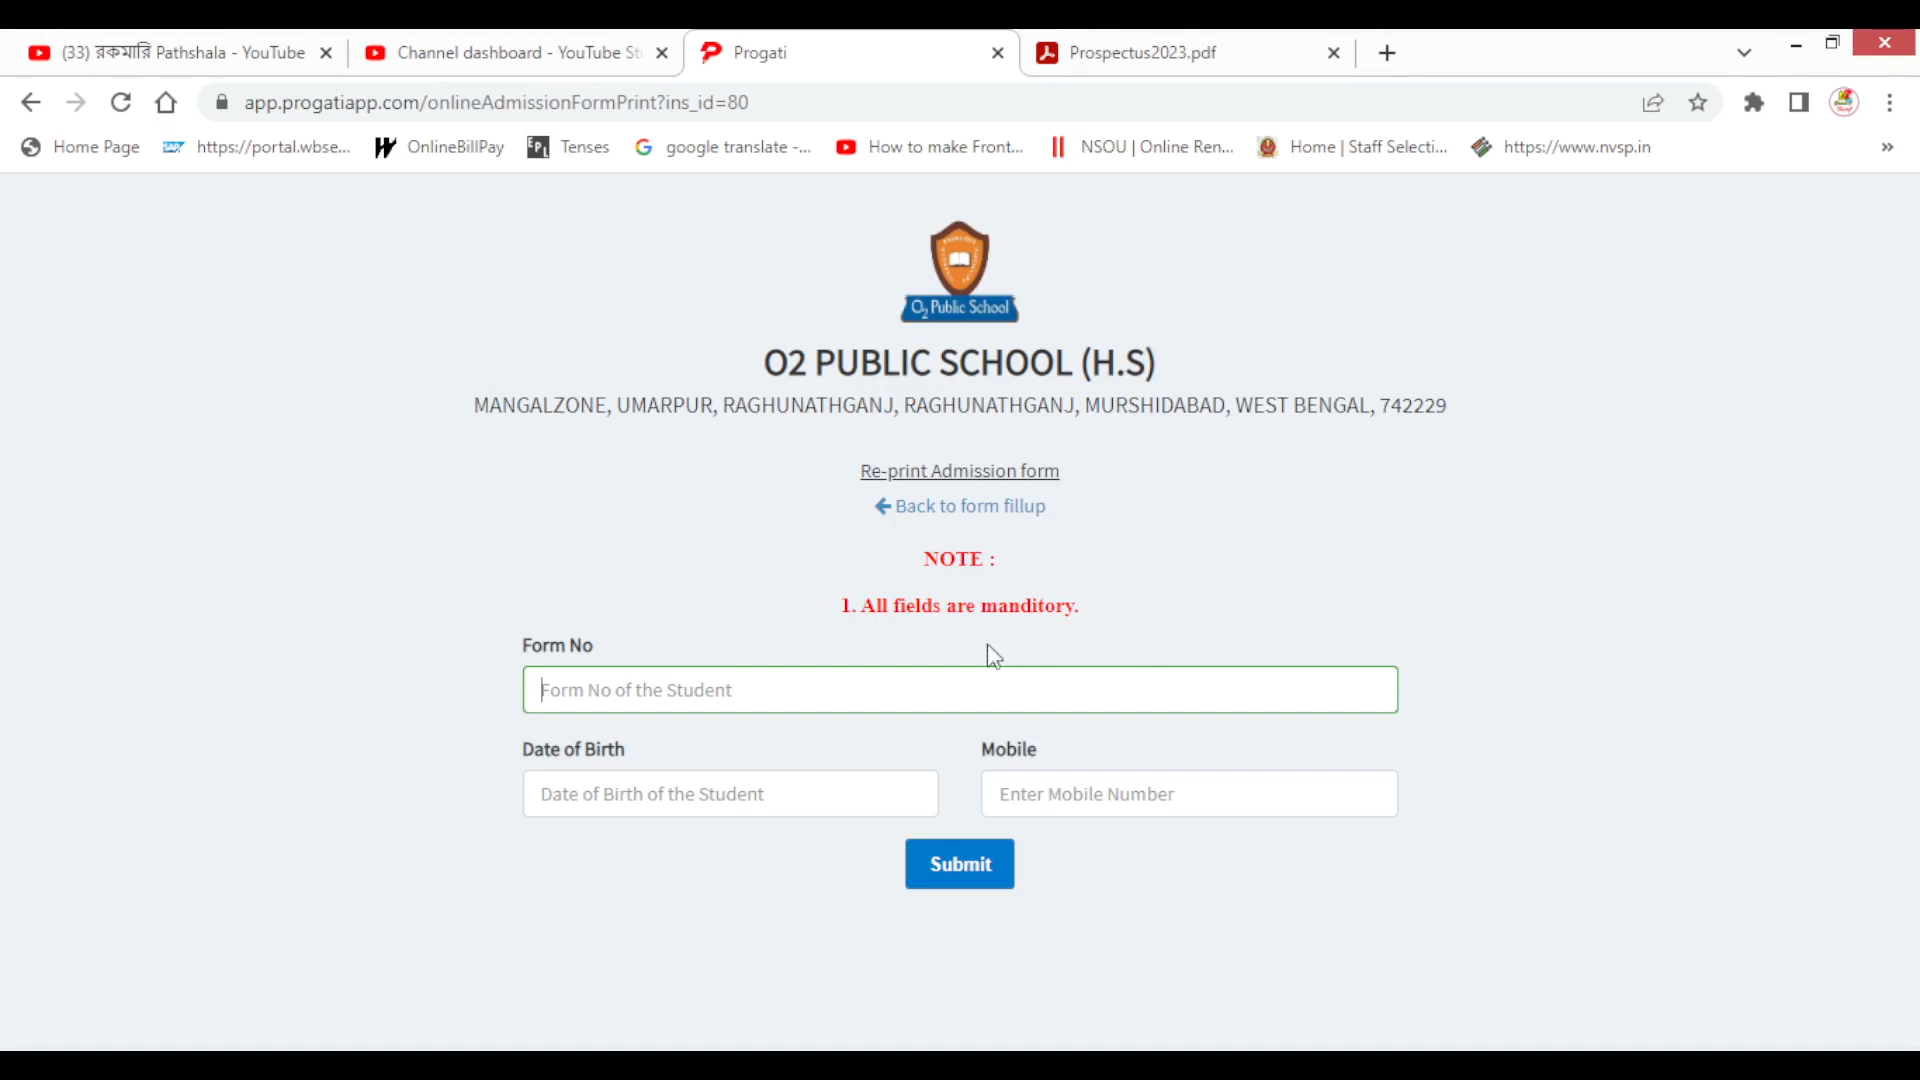 (33) রকমারি Pathshala - YouTube
Channel dashboard - YouTube St
Progati
Prospectus2023.pdf
app.progatiapp.com/onlineAdmissionFormPrint?ins_id=80
Home Page
SAP
https://portal.wbse...
OnlineBillPay
EPL
Tenses
google translate -...
How to make Front...
NSOU | Online Ren...
Home | Staff Selecti...
https://www.nvsp.in
O2 Public School
O2 PUBLIC SCHOOL (H.S)
MANGALZONE, UMARPUR, RAGHUNATHGANJ, RAGHUNATHGANJ, MURSHIDABAD, WEST BENGAL, 742229
Re-print Admission form
Back to form fillup
NOTE :
1. All fields are manditory.
Form No
Form No of the Student
Date of Birth
Mobile
Date of Birth of the Student
Enter Mobile Number
Submit